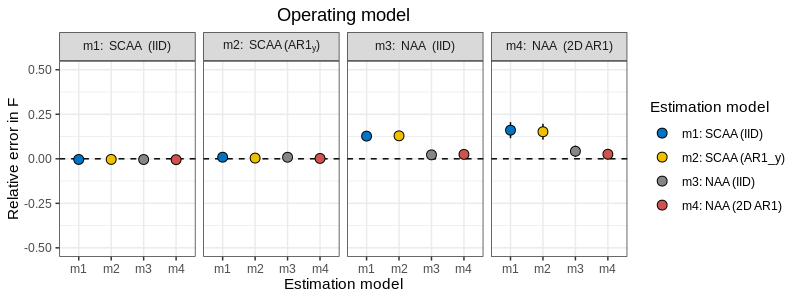 Operating model
m1: SCAA (IID)
m2: SCAA (AR1y)
m3: NAA (IID)
m4: NAA (2D AR1)
Relative error in F
0.50
0.25
0.00
-0.25
-0.50
m1 m2 m3 m4
m1 m2 m3 m4
m1 m2 m3 m4
m1 m2 m3 m4
Estimation model
Estimation model
m1: SCAA (IID)
m2: SCAA (AR1_y)
m3: NAA (IID)
m4: NAA (2D AR1)